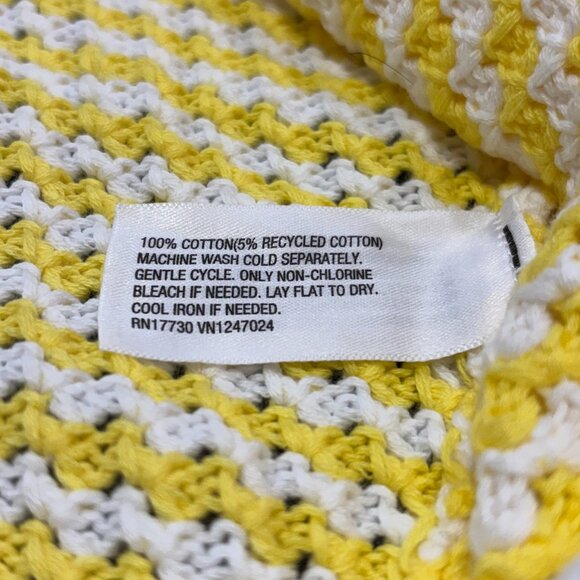 100% COTTON(5% RECYCLED COTTON)
MACHINE WASH COLD SEPARATELY.
GENTLE CYCLE. ONLY NON-CHLORINE
BLEACH IF NEEDED. LAY FLAT TO DRY.
COOL IRON IF NEEDED.
RN17730 VN1247024